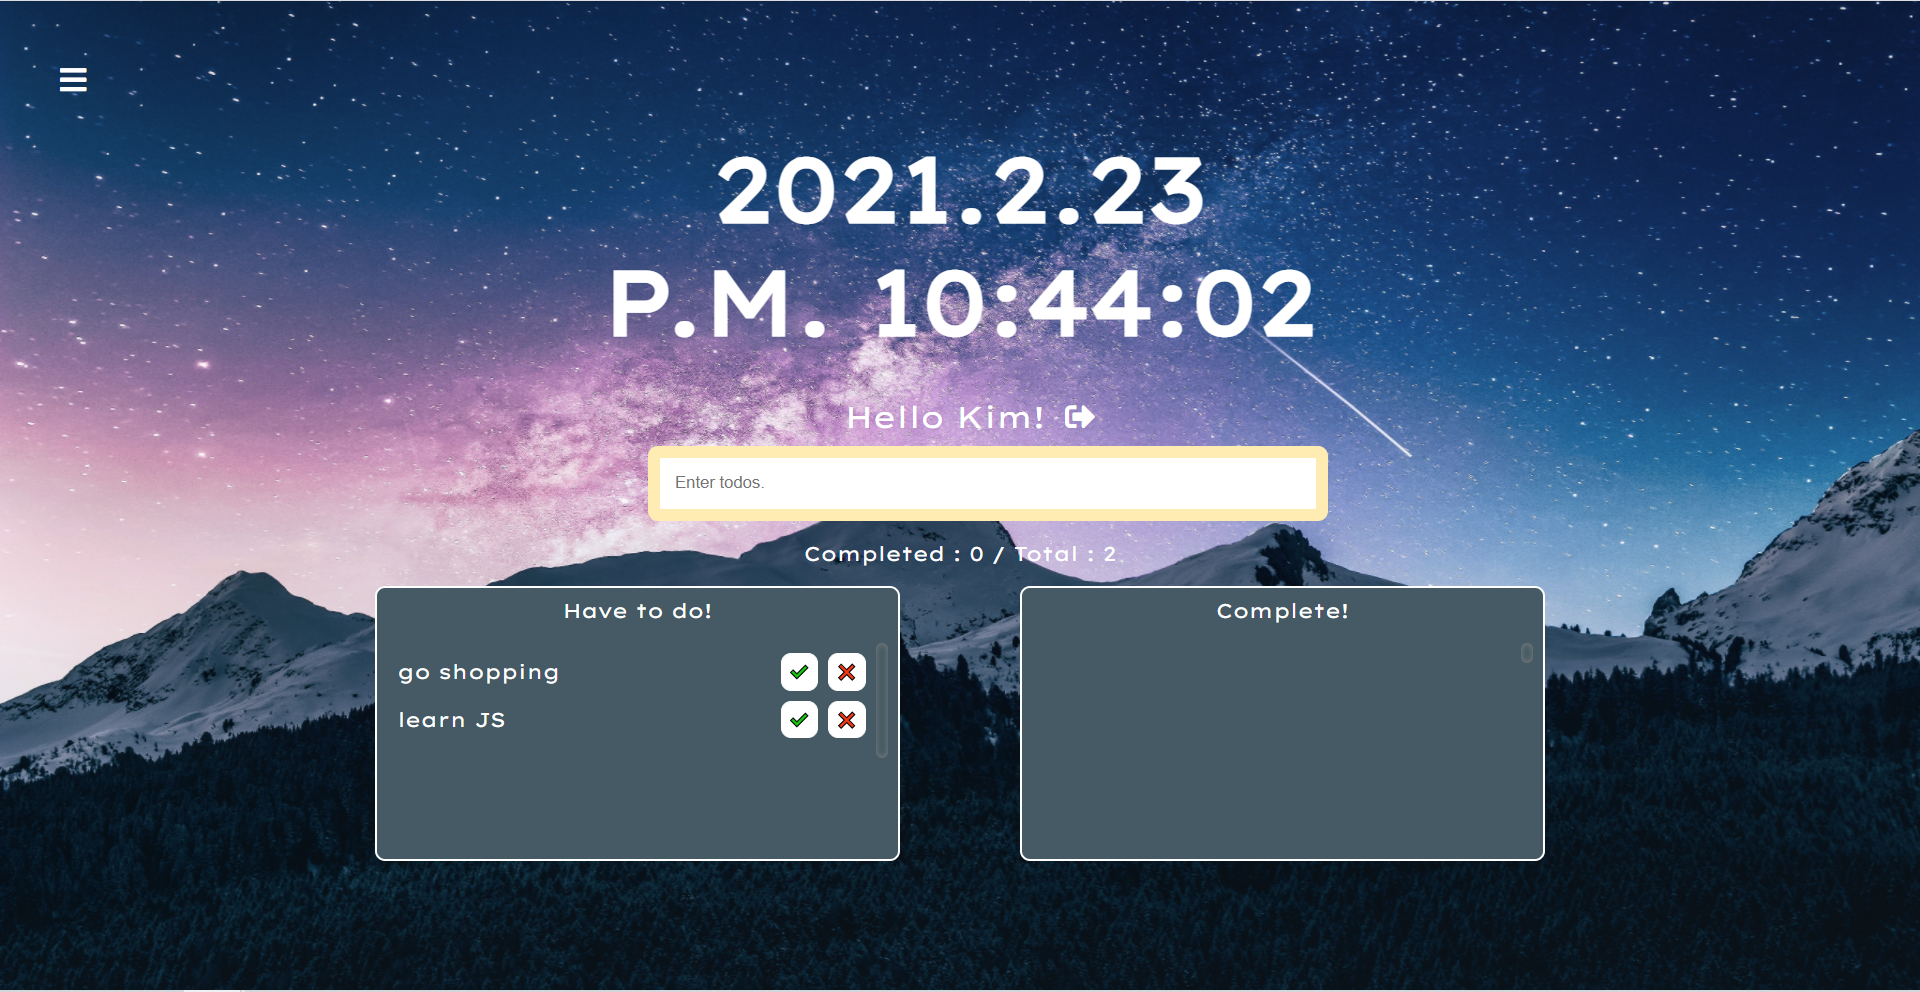 2021.2.23
P.M. 10:44:02
Hello Kim!
Enter todos.
Completed : 0 / Total : 2
Have to do!
go shopping
learn JS
Complete!